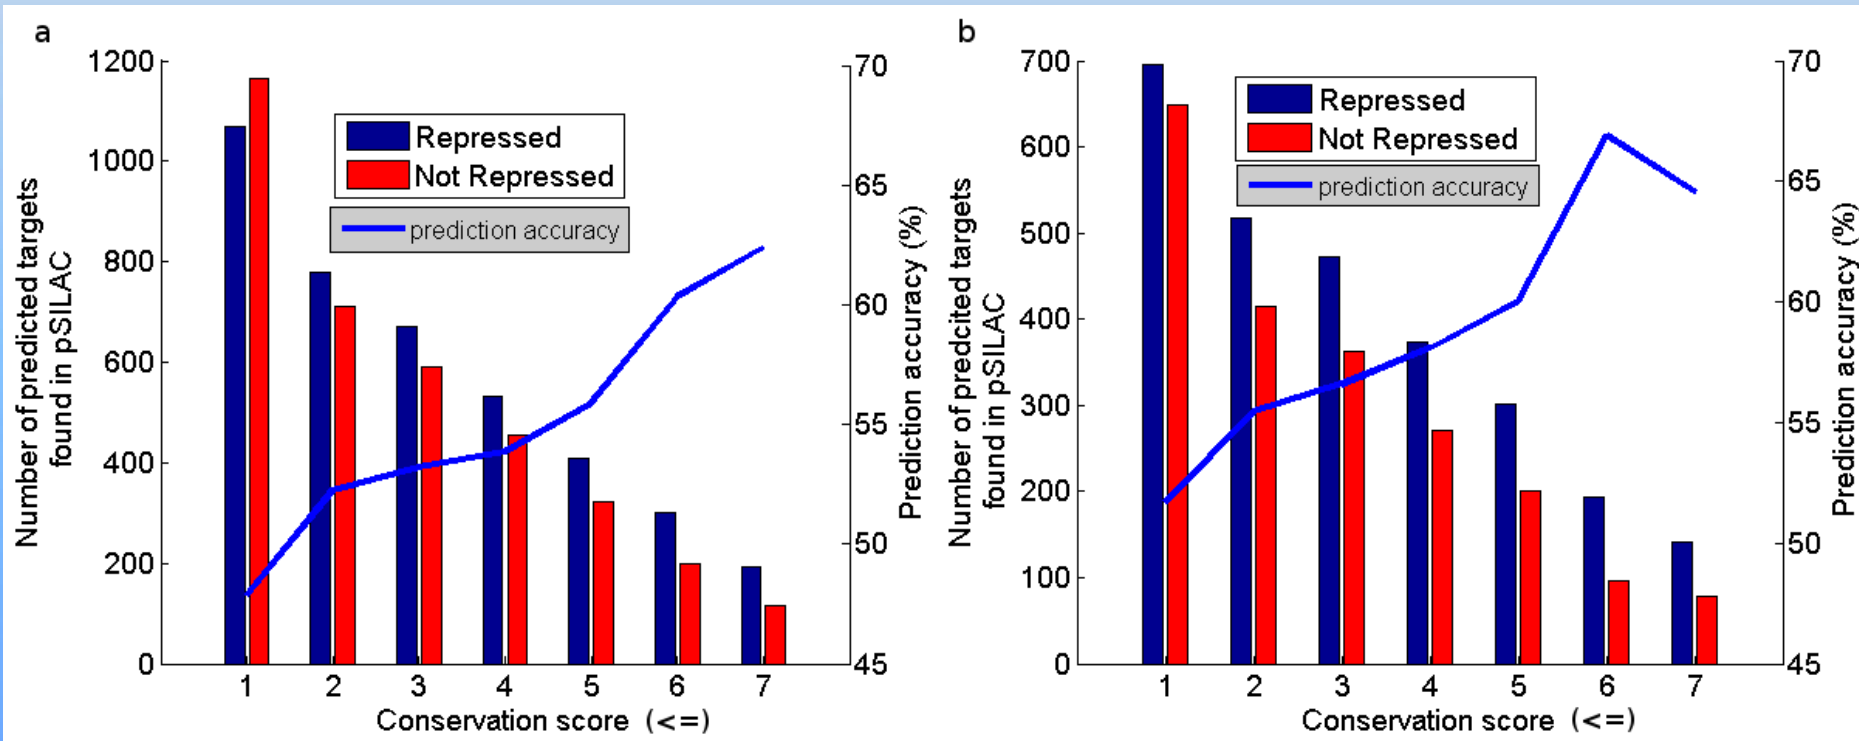 a
1200
1000
800
600
400
200
0
Number of predicted targets
found in pSILAC
Repressed
Not Repressed
prediction accuracy
70
65
60
55
50
45
Prediction accuracy (%)
1 2 3 4 5 6 7
Conservation score (<=)
b
700
600
500
400
300
200
100
0
Number of predcited targets
found in pSILAC
Repressed
Not Repressed
prediction accuracy
70
65
60
55
50
45
Prediction accuracy (%)
1 2 3 4 5 6 7
Conservation score (<=)